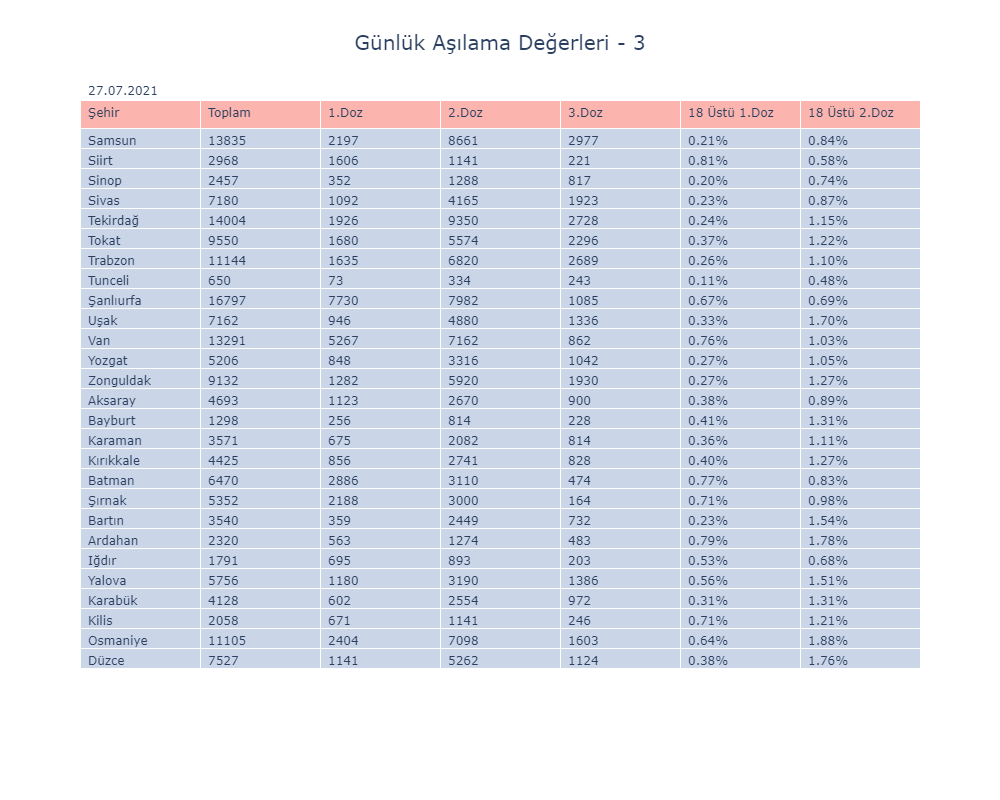 Günlük Aşılama Değerleri - 3
27.07.2021
Şehir Toplam 1.Doz 2.Doz 3.Doz 18 Üstü 1.Doz 18 Üstü 2.Doz
Samsun 13835 2197 8661 2977 0.21% 0.84%
Siirt 2968 1606 1141 221 0.81% 0.58%
Sinop 2457 352 1288 817 0.20% 0.74%
Sivas 7180 1092 4165 1923 0.23% 0.87%
Tekirdağ 14004 1926 9350 2728 0.24% 1.15%
Tokat 9550 1680 5574 2296 0.37% 1.22%
Trabzon 11144 1635 6820 2689 0.26% 1.10%
Tunceli 650 73 334 243 0.11% 0.48%
Şanlıurfa 16797 7730 7982 1085 0.67% 0.69%
Uşak 7162 946 4880 1336 0.33% 1.70%
Van 13291 5267 7162 862 0.76% 1.03%
Yozgat 5206 848 3316 1042 0.27% 1.05%
Zonguldak 9132 1282 5920 1930 0.27% 1.27%
Aksaray 4693 1123 2670 900 0.38% 0.89%
Bayburt 1298 256 814 228 0.41% 1.31%
Karaman 3571 675 2082 814 0.36% 1.11%
Kırıkkale 4425 856 2741 828 0.40% 1.27%
Batman 6470 2886 3110 474 0.77% 0.83%
Şırnak 5352 2188 3000 164 0.71% 0.98%
Bartın 3540 359 2449 732 0.23% 1.54%
Ardahan 2320 563 1274 483 0.79% 1.78%
Iğdır 1791 695 893 203 0.53% 0.68%
Yalova 5756 1180 3190 1386 0.56% 1.51%
Karabük 4128 602 2554 972 0.31% 1.31%
Kilis 2058 671 1141 246 0.71% 1.21%
Osmaniye 11105 2404 7098 1603 0.64% 1.88%
Düzce 7527 1141 5262 1124 0.38% 1.76%